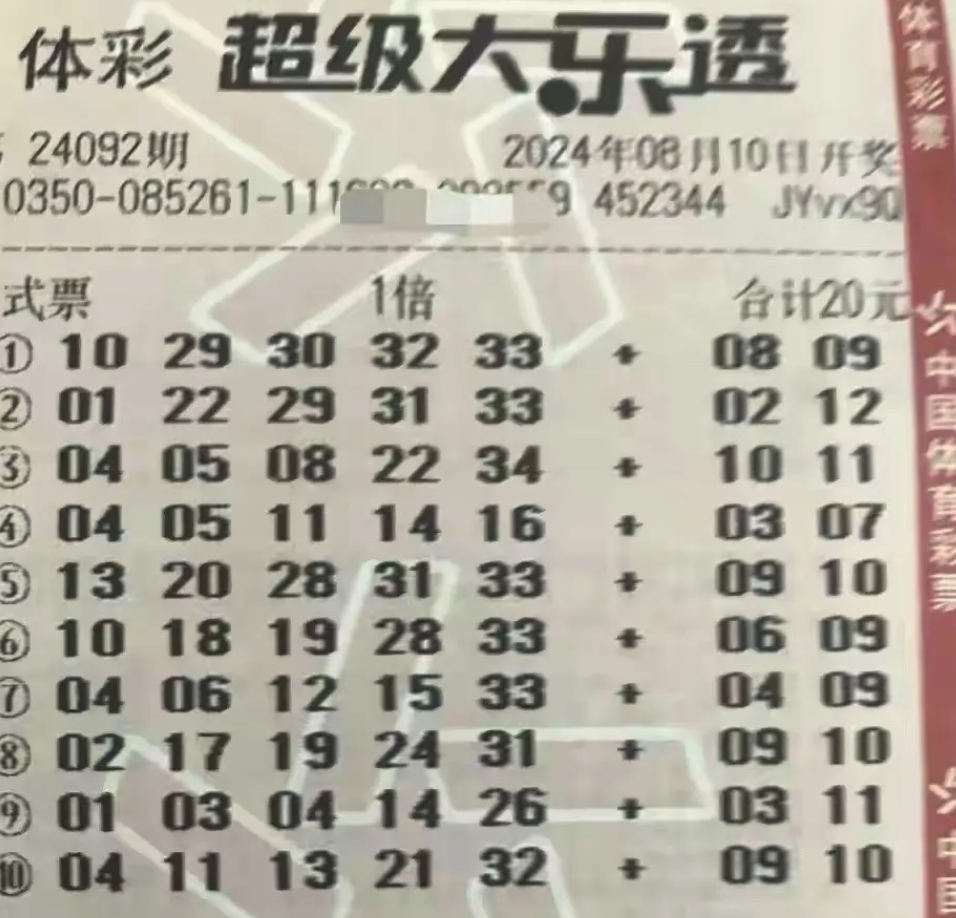 体彩 超级大乐透
24092期 2024年08月10日开奖
0350-085261-111 9 452344 JYvx90
式票 1倍 合计20元
① 10 29 30 32 33 + 08 09
② 01 22 29 31 33 + 02 12
③ 04 05 08 22 34 + 10 11
④ 04 05 11 14 16 + 03 07
⑤ 13 20 28 31 33 + 09 10
⑥ 10 18 19 28 33 + 06 09
⑦ 04 06 12 15 33 + 04 09
⑧ 02 17 19 24 31 + 09 10
⑨ 01 03 04 14 26 + 03 11
⑩ 04 11 13 21 32 + 09 10
体育彩票
中国体育彩票
中国